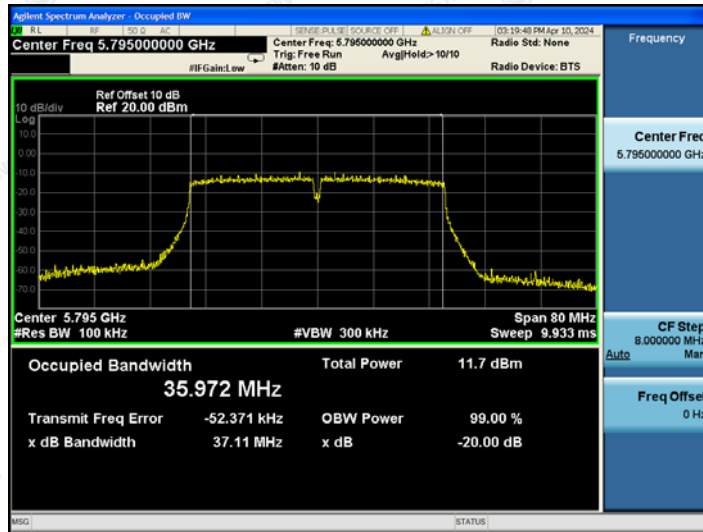 Agilent Spectrum Analyzer - Occupied BW
RL RF 50 Ω AC SENSE:PULSE SOURCE OFF ALIGN OFF 03:19:48 PM Apr 10, 2024
Center Freq 5.795000000 GHz
Center Freq: 5.795000000 GHz
Radio Std: None
Trig: Free Run Avg|Hold:>10/10
#IFGain:Low
#Atten: 10 dB
Radio Device: BTS
Ref Offset 10 dB
10 dB/div Ref 20.00 dBm
Log
10.0
0.00
-10.0
-20.0
-30.0
-40.0
-50.0
-60.0
-70.0
Center 5.795 GHz Span 80 MHz
#Res BW 100 kHz #VBW 300 kHz Sweep 9.933 ms
Occupied Bandwidth Total Power 11.7 dBm
35.972 MHz
Transmit Freq Error -52.371 kHz OBW Power 99.00 %
x dB Bandwidth 37.11 MHz x dB -20.00 dB
MSG STATUS
Frequency
Center Freq
5.795000000 GHz
CF Step
8.000000 MHz
Auto Man
Freq Offset
0 Hz